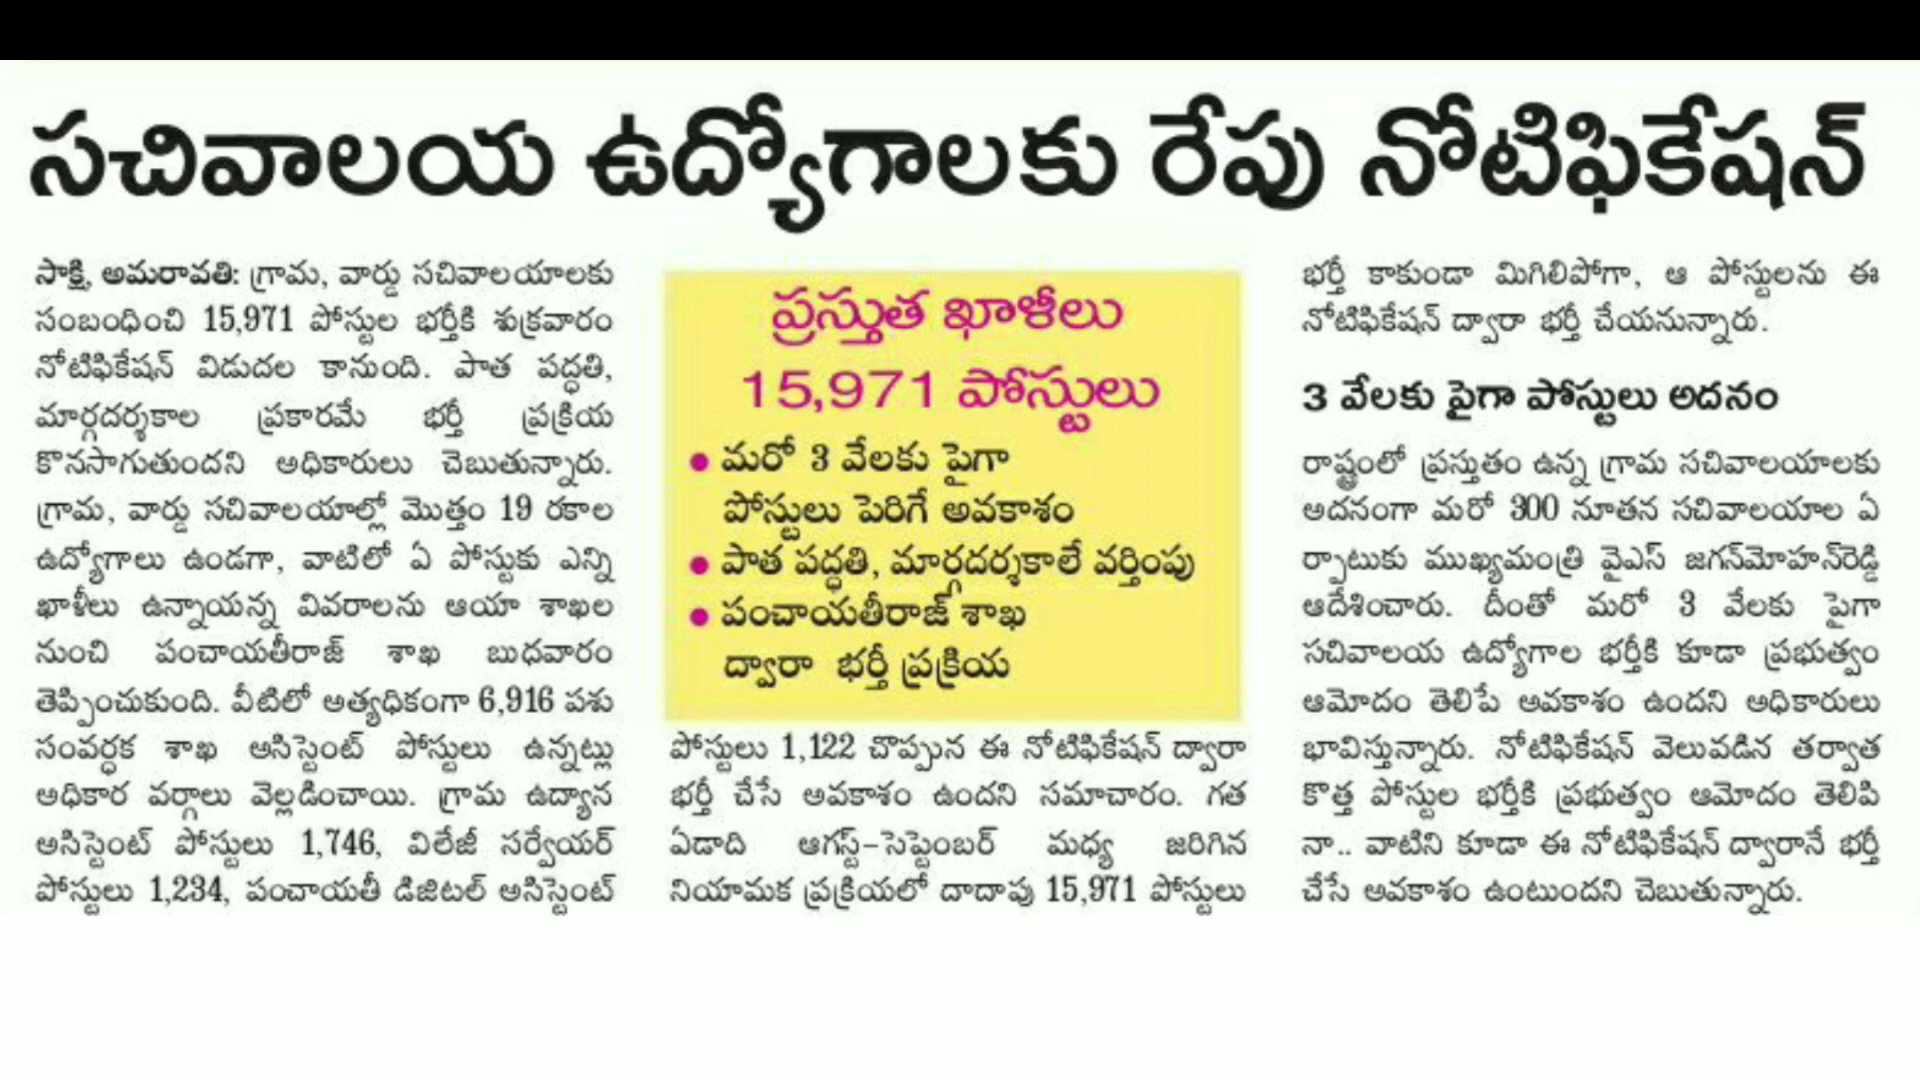 సచివాలయ ఉద్యోగాలకు రేపు నోటిఫికేషన్
సాక్షి, అమరావతి: గ్రామ, వార్డు సచివాలయాలకు
సంబంధించి 15,971 పోస్టుల భర్తీకి శుక్రవారం
నోటిఫికేషన్ విడుదల కానుంది. పాత పద్ధతి,
మార్గదర్శకాల ప్రకారమే భర్తీ ప్రక్రియ
కొనసాగుతుందని అధికారులు చెబుతున్నారు.
గ్రామ, వార్డు సచివాలయాల్లో మొత్తం 19 రకాల
ఉద్యోగాలు ఉండగా, వాటిలో ఏ పోస్టుకు ఎన్ని
ఖాళీలు ఉన్నాయన్న వివరాలను ఆయా శాఖల
నుంచి పంచాయతీరాజ్ శాఖ బుధవారం
తెప్పించుకుంది. వీటిలో అత్యధికంగా 6,916 పశు
సంవర్ధక శాఖ అసిస్టెంట్ పోస్టులు ఉన్నట్లు
అధికార వర్గాలు వెల్లడించాయి. గ్రామ ఉద్యాన
అసిస్టెంట్ పోస్టులు 1,746, విలేజీ సర్వేయర్
పోస్టులు 1,234, పంచాయతీ డిజిటల్ అసిస్టెంట్
ప్రస్తుత ఖాళీలు
15,971 పోస్టులు
• మరో 3 వేలకు పైగా
పోస్టులు పెరిగే అవకాశం
• పాత పద్ధతి, మార్గదర్శకాలే వర్తింపు
• పంచాయతీరాజ్ శాఖ
ద్వారా భర్తీ ప్రక్రియ
పోస్టులు 1,122 చొప్పున ఈ నోటిఫికేషన్ ద్వారా
భర్తీ చేసే అవకాశం ఉందని సమాచారం. గత
ఏడాది ఆగస్ట్–సెప్టెంబర్ మధ్య జరిగిన
నియామక ప్రక్రియలో దాదాపు 15,971 పోస్టులు
భర్తీ కాకుండా మిగిలిపోగా, ఆ పోస్టులను ఈ
నోటిఫికేషన్ ద్వారా భర్తీ చేయనున్నారు.
3 వేలకు పైగా పోస్టులు అదనం
రాష్ట్రంలో ప్రస్తుతం ఉన్న గ్రామ సచివాలయాలకు
అదనంగా మరో 300 నూతన సచివాలయాల ఏ
ర్పాటుకు ముఖ్యమంత్రి వైఎస్ జగన్‌మోహన్‌రెడ్డి
ఆదేశించారు. దీంతో మరో 3 వేలకు పైగా
సచివాలయ ఉద్యోగాల భర్తీకి కూడా ప్రభుత్వం
ఆమోదం తెలిపే అవకాశం ఉందని అధికారులు
భావిస్తున్నారు. నోటిఫికేషన్ వెలువడిన తర్వాత
కొత్త పోస్టుల భర్తీకి ప్రభుత్వం ఆమోదం తెలిపి
నా.. వాటిని కూడా ఈ నోటిఫికేషన్ ద్వారానే భర్తీ
చేసే అవకాశం ఉంటుందని చెబుతున్నారు.